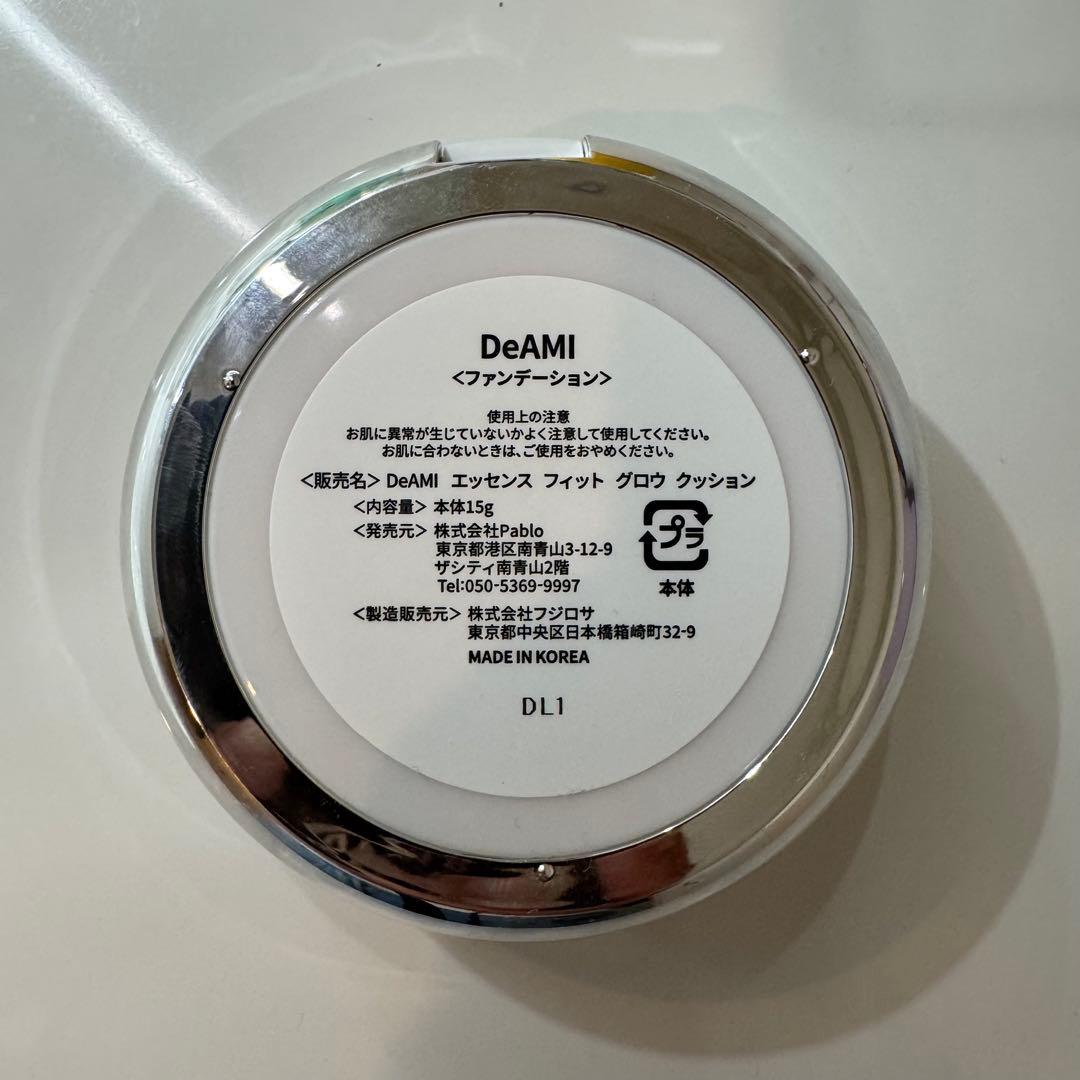 DeAMI
<ファンデーション>
使用上の注意
お肌に異常が生じていないかよく注意して使用してください。
お肌に合わないときは、ご使用をおやめください。
<販売名> DeAMI エッセンス フィット グロウ クッション
<内容量> 本体15g
<発売元> 株式会社Pablo
東京都港区南青山3-12-9
ザシティ南青山2階
Tel:050-5369-9997
プラ
本体
<製造販売元> 株式会社フジロサ
東京都中央区日本橋箱崎町32-9
MADE IN KOREA
DL1